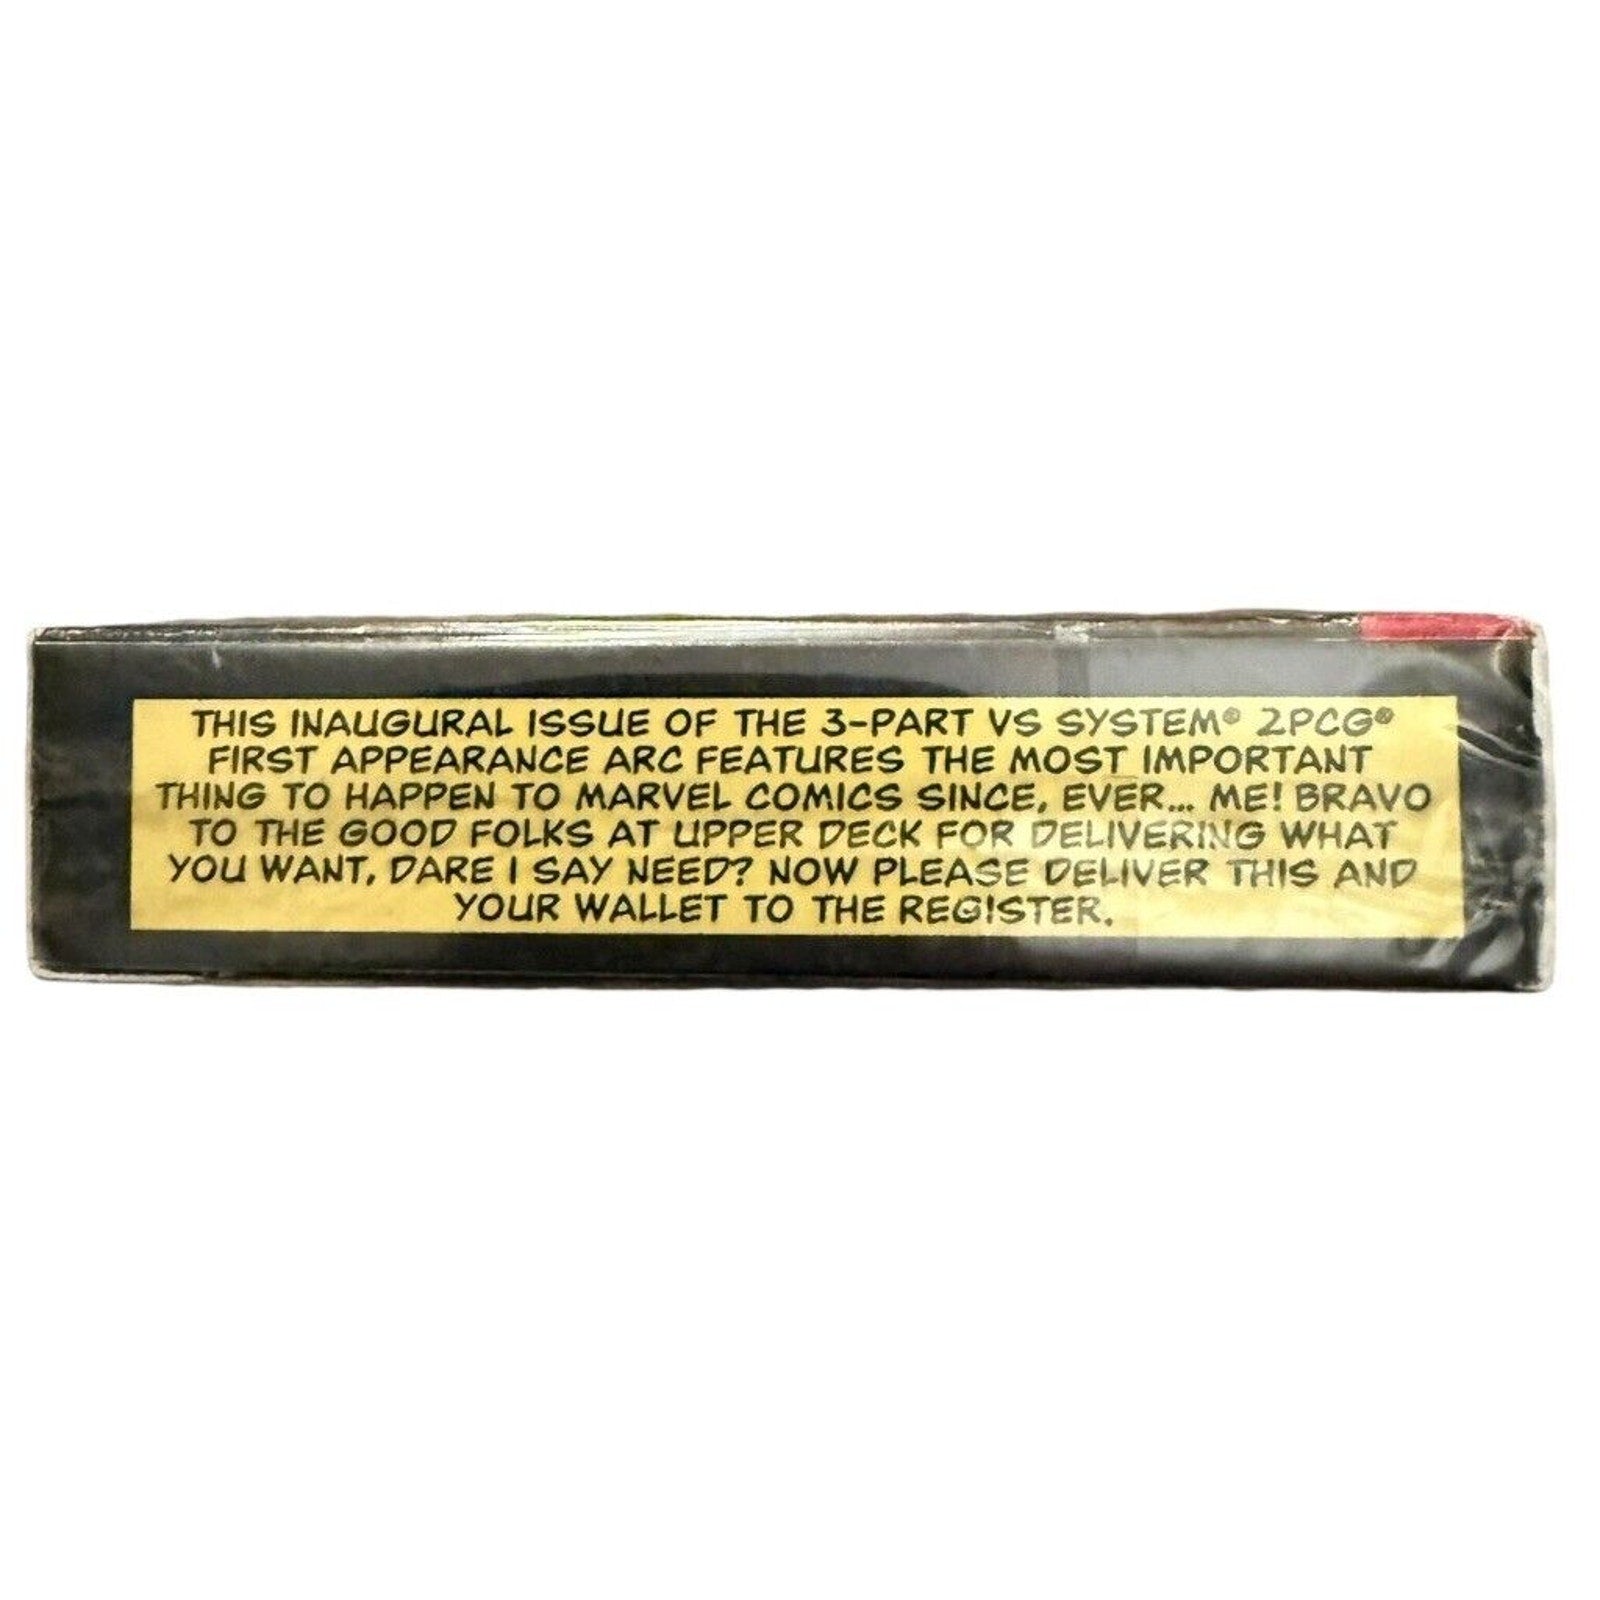 THIS INAUGURAL ISSUE OF THE 3-PART VS SYSTEM® 2PCG®
FIRST APPEARANCE ARC FEATURES THE MOST IMPORTANT
THING TO HAPPEN TO MARVEL COMICS SINCE, EVER... ME! BRAVO
TO THE GOOD FOLKS AT UPPER DECK FOR DELIVERING WHAT
YOU WANT, DARE I SAY NEED? NOW PLEASE DELIVER THIS AND
YOUR WALLET TO THE REGISTER.